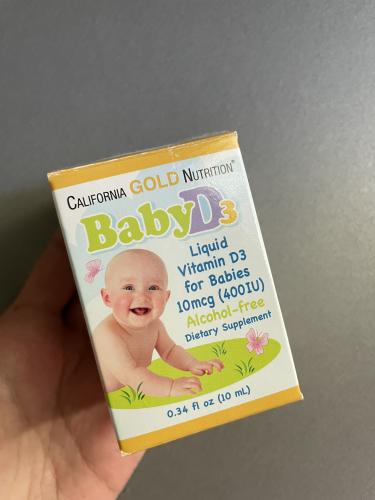 CALIFORNIA GOLD NUTRITION®
BabyD3
Liquid
Vitamin D3
for Babies
10mcg (400IU)
Alcohol-free
Dietary Supplement
0.34 fl oz (10 mL)